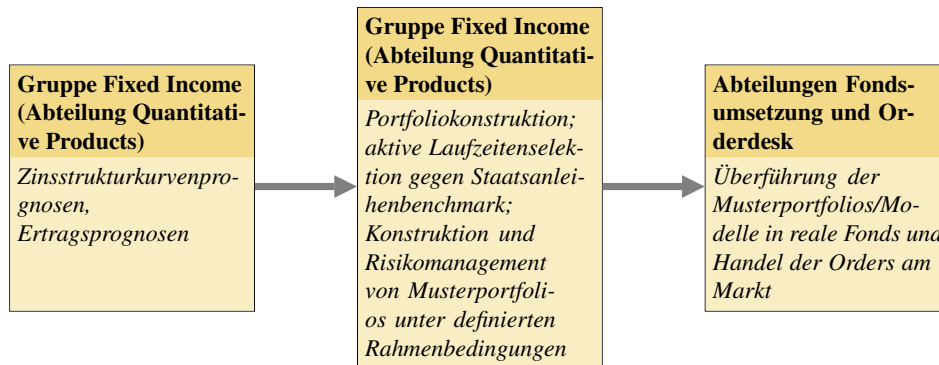 Gruppe Fixed Income
(Abteilung Quantitati-
ve Products)
Zinsstrukturkurvenpro-
gnosen,
Ertragsprognosen
Gruppe Fixed Income
(Abteilung Quantitati-
ve Products)
Portfoliokonstruktion;
aktive Laufzeitenselek-
tion gegen Staatsanlei-
henbenchmark;
Konstruktion und
Risikomanagement
von Musterportfoli-
os unter definierten
Rahmenbedingungen
Abteilungen Fonds-
umsetzung und Or-
derdesk
Überführung der
Musterportfolios/Mo-
delle in reale Fonds und
Handel der Orders am
Markt